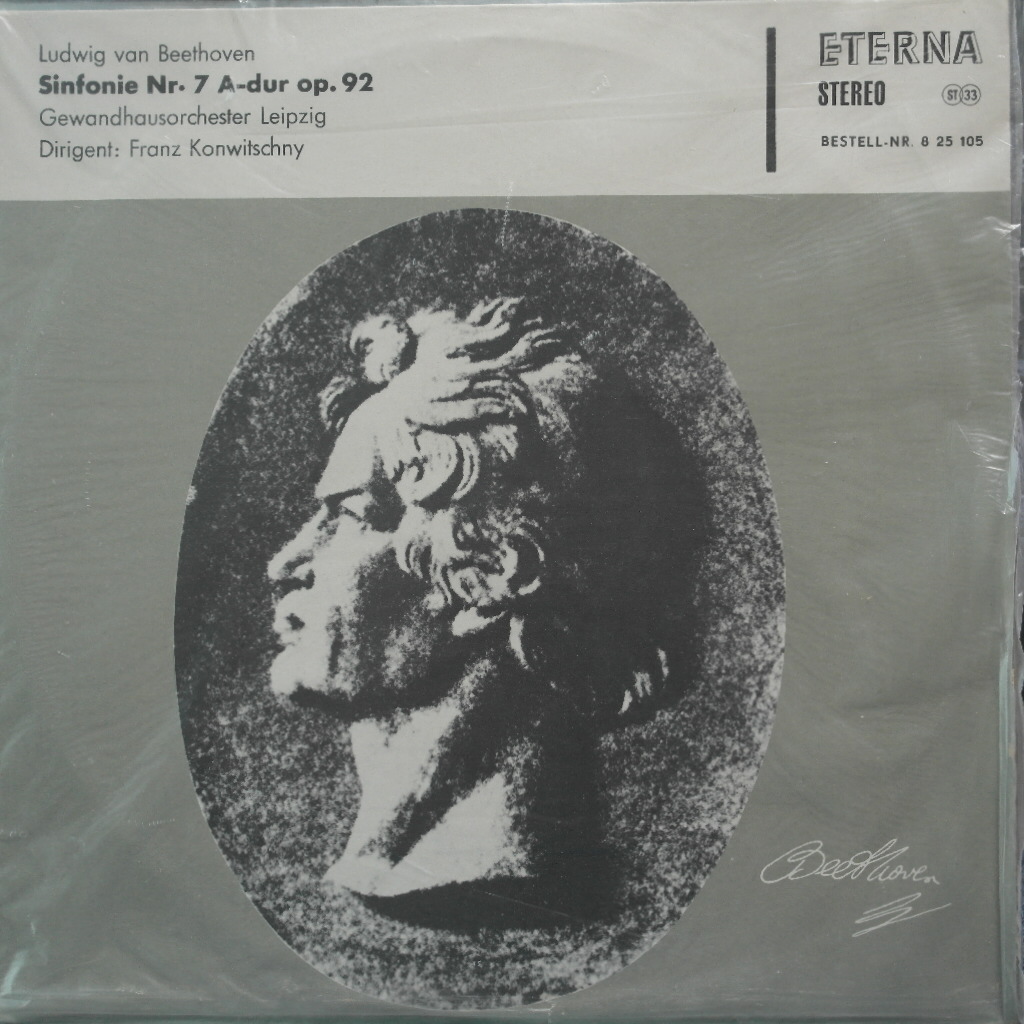 Ludwig van Beethoven
Sinfonie Nr. 7 A-dur op. 92
Gewandhausorchester Leipzig
Dirigent: Franz Konwitschny
ETERNA
STEREO ST 33
BESTELL-NR. 8 25 105
Beethoven